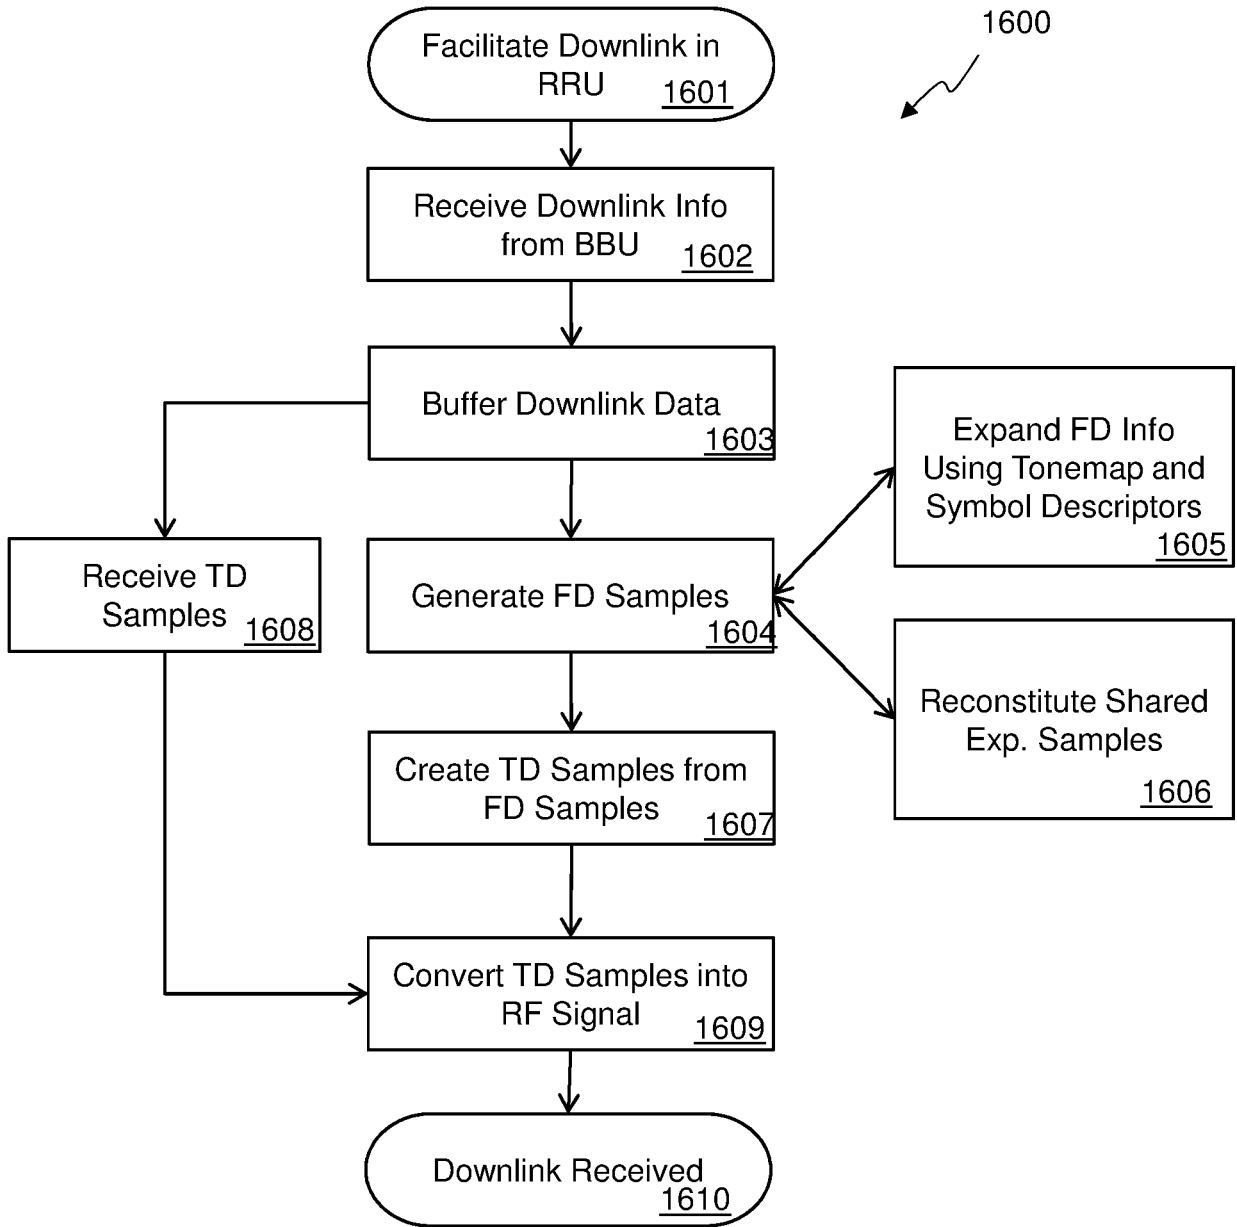 1600
Facilitate Downlink in
RRU
1601
Receive Downlink Info
from BBU
1602
Buffer Downlink Data
1603
Expand FD Info
Using Tonemap and
Symbol Descriptors
1605
Receive TD
Samples
1608
Generate FD Samples
1604
Reconstitute Shared
Exp. Samples
1606
Create TD Samples from
FD Samples
1607
Convert TD Samples into
RF Signal
1609
Downlink Received
1610